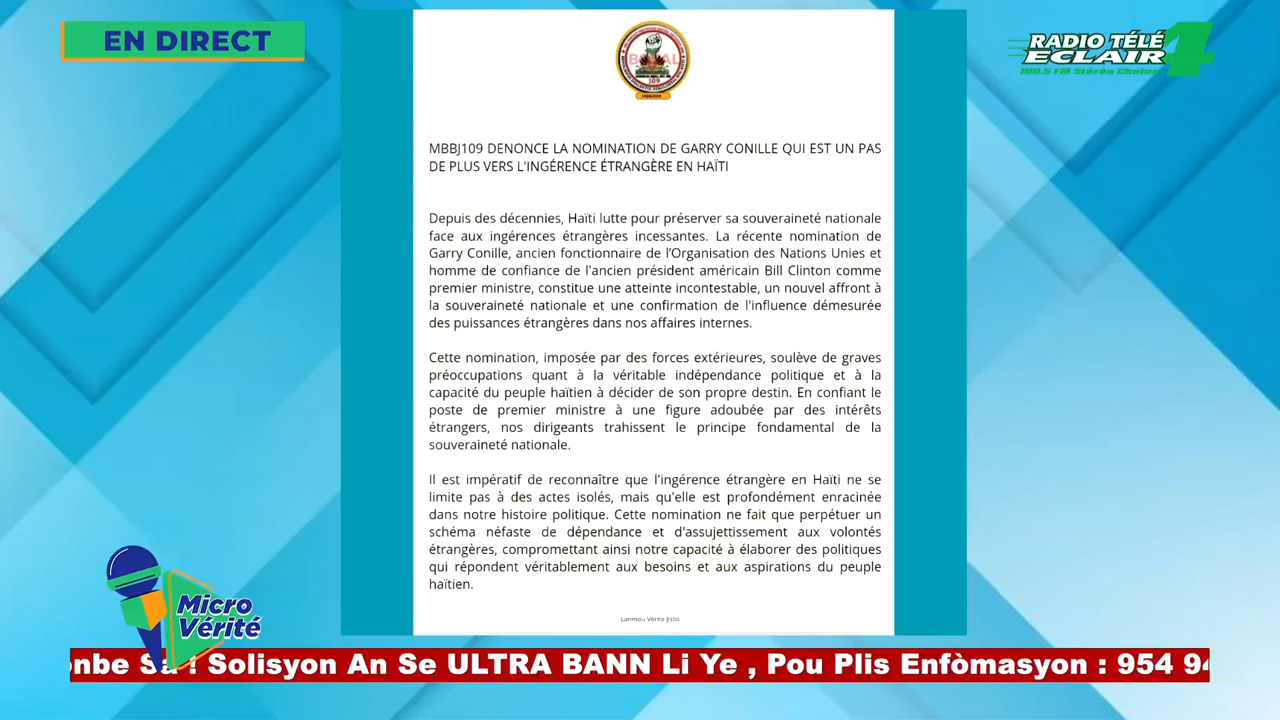 EN DIRECT
RADIO TÉLÉ
ECLAIR 4
100.5 FM Stéréo Chaine
109
MBBJ109 DENONCE LA NOMINATION DE GARRY CONILLE QUI EST UN PAS
DE PLUS VERS L'INGÉRENCE ÉTRANGÈRE EN HAÏTI
Depuis des décennies, Haïti lutte pour préserver sa souveraineté nationale
face aux ingérences étrangères incessantes. La récente nomination de
Garry Conille, ancien fonctionnaire de l'Organisation des Nations Unies et
homme de confiance de l'ancien président américain Bill Clinton comme
premier ministre, constitue une atteinte incontestable, un nouvel affront à
la souveraineté nationale et une confirmation de l'influence démesurée
des puissances étrangères dans nos affaires internes.
Cette nomination, imposée par des forces extérieures, soulève de graves
préoccupations quant à la véritable indépendance politique et à la
capacité du peuple haïtien à décider de son propre destin. En confiant le
poste de premier ministre à une figure adoubée par des intérêts
étrangers, nos dirigeants trahissent le principe fondamental de la
souveraineté nationale.
Il est impératif de reconnaître que l'ingérence étrangère en Haïti ne se
limite pas à des actes isolés, mais qu'elle est profondément enracinée
dans notre histoire politique. Cette nomination ne fait que perpétuer un
schéma néfaste de dépendance et d'assujettissement aux volontés
étrangères, compromettant ainsi notre capacité à élaborer des politiques
qui répondent véritablement aux besoins et aux aspirations du peuple
haïtien.
Lanmou Verite Jistis
Micro
Vérité
onbe Sa ! Solisyon An Se ULTRA BANN Li Ye , Pou Plis Enfòmasyon : 954 94